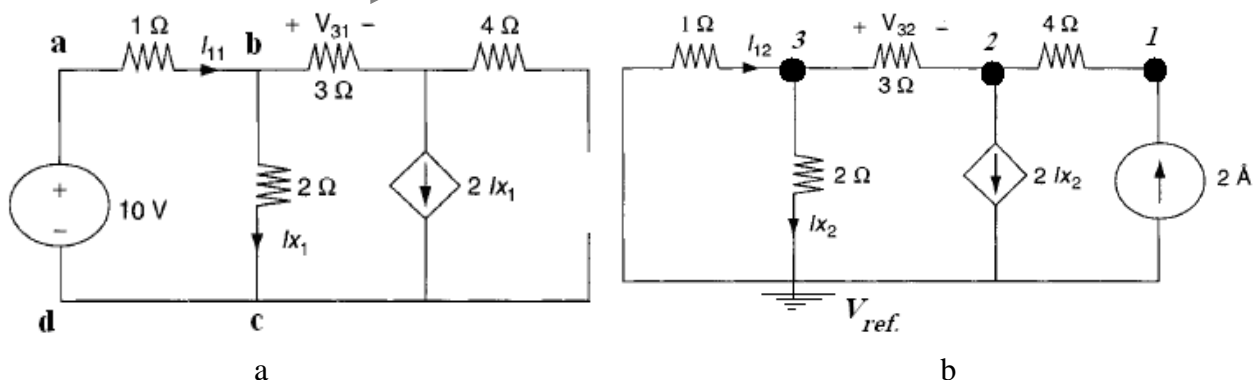 1 Ω + V31 − 4 Ω
a I11 b
3 Ω
+ 10 V −
2 Ω
2 Ix1
Ix1
d c
a
1 Ω + V32 − 4 Ω
I12 3 2 1
3 Ω
2 Ω
2 Ix2
2 Å
Ix2
Vref.
b